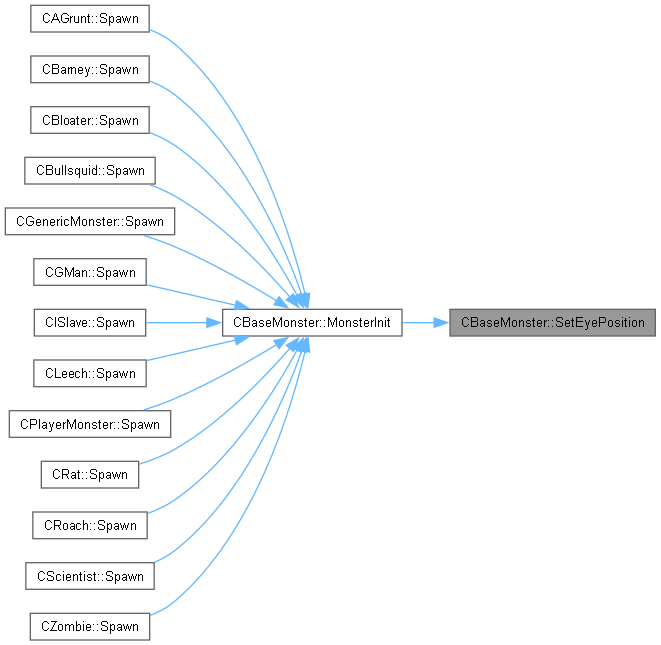 CAGrunt::Spawn
CBarney::Spawn
CBloater::Spawn
CBullsquid::Spawn
CGenericMonster::Spawn
CGMan::Spawn
CISlave::Spawn
CBaseMonster::MonsterInit
CBaseMonster::SetEyePosition
CLeech::Spawn
CPlayerMonster::Spawn
CRat::Spawn
CRoach::Spawn
CScientist::Spawn
CZombie::Spawn